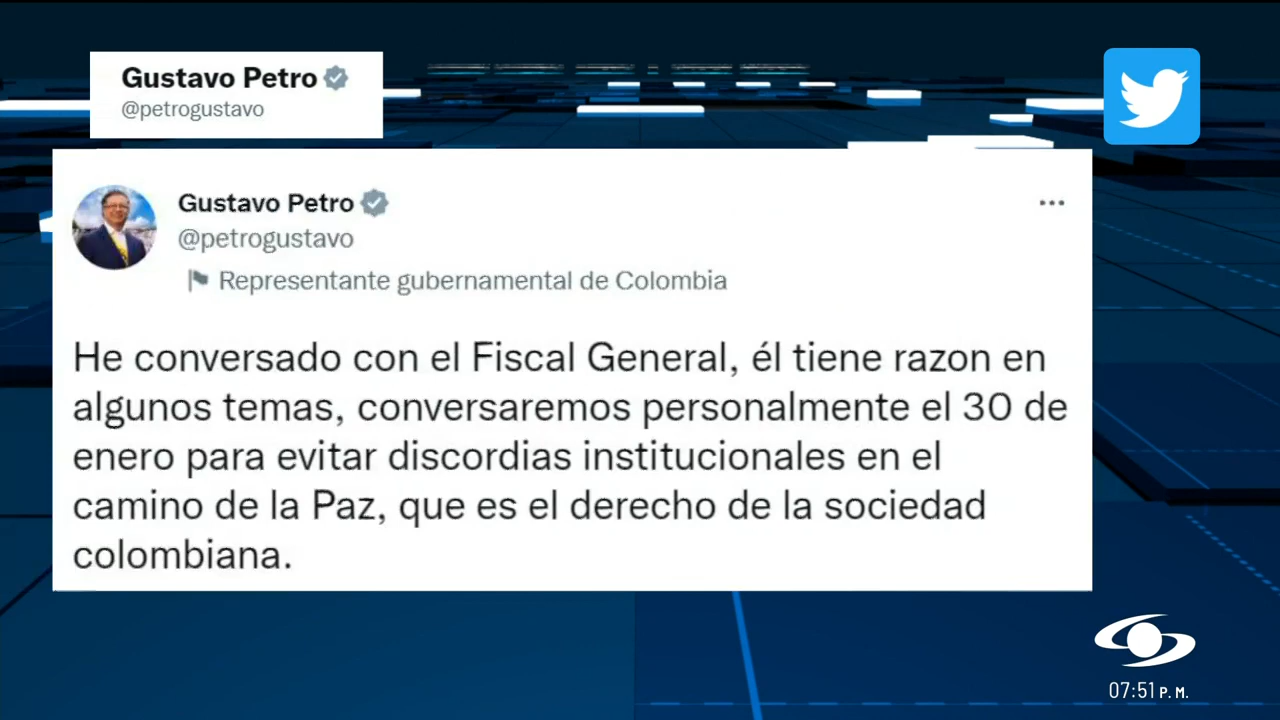 Gustavo Petro
@petrogustavo
Gustavo Petro
@petrogustavo
Representante gubernamental de Colombia
He conversado con el Fiscal General, él tiene razon en
algunos temas, conversaremos personalmente el 30 de
enero para evitar discordias institucionales en el
camino de la Paz, que es el derecho de la sociedad
colombiana.
07:51 P. M.